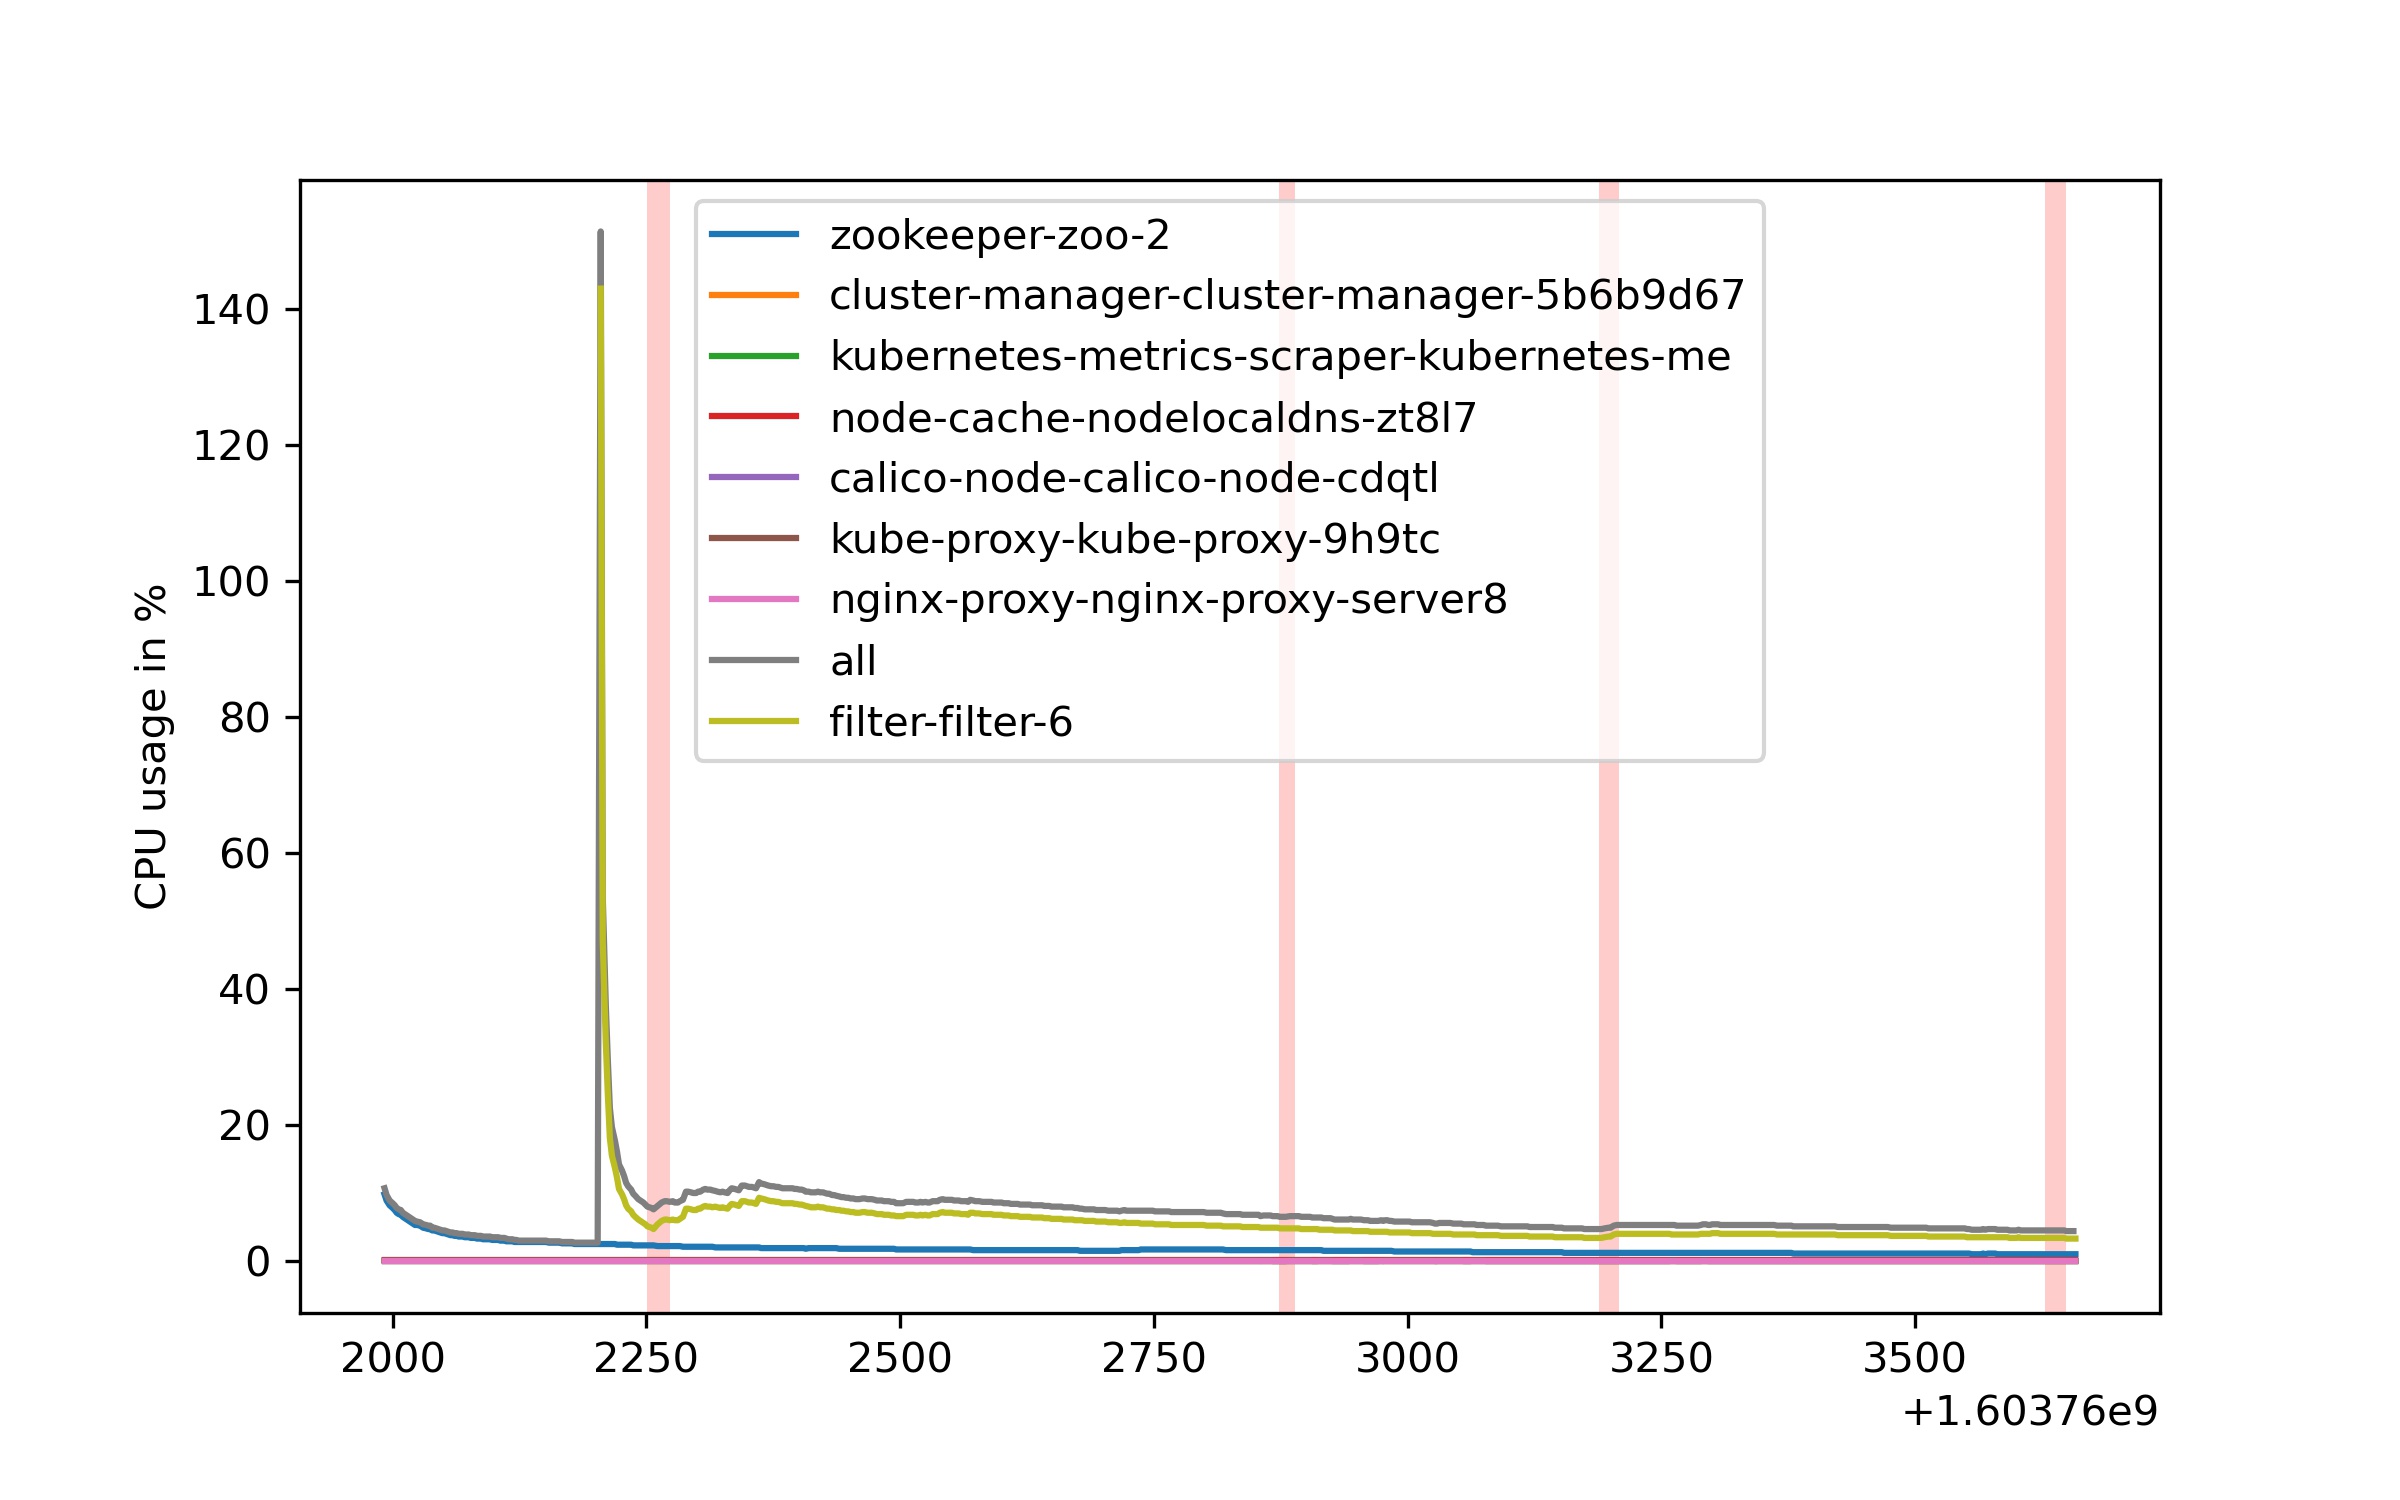 zookeeper-zoo-2
cluster-manager-cluster-manager-5b6b9d67
kubernetes-metrics-scraper-kubernetes-me
node-cache-nodelocaldns-zt8l7
calico-node-calico-node-cdqtl
kube-proxy-kube-proxy-9h9tc
nginx-proxy-nginx-proxy-server8
all
filter-filter-6
CPU usage in %
140
120
100
80
60
40
20
0
2000 2250 2500 2750 3000 3250 3500
+1.60376e9